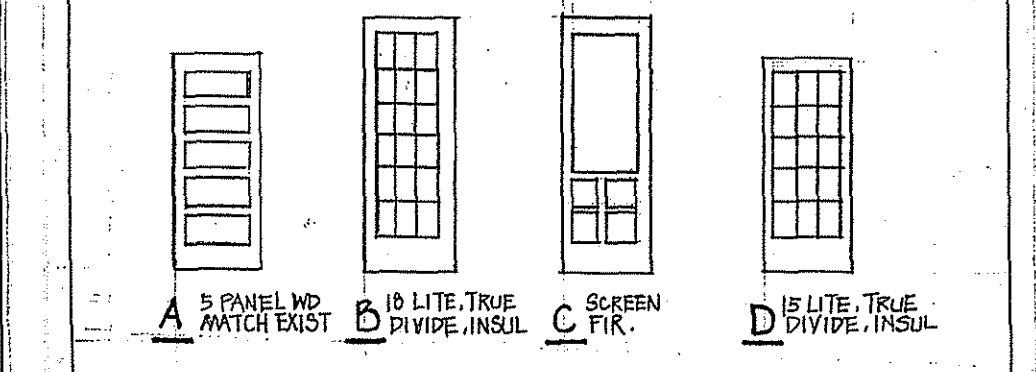 A 5 PANEL WD
MATCH EXIST
B 18 LITE, TRUE
DIVIDE, INSUL
C SCREEN
FIR.
D 15 LITE, TRUE
DIVIDE, INSUL